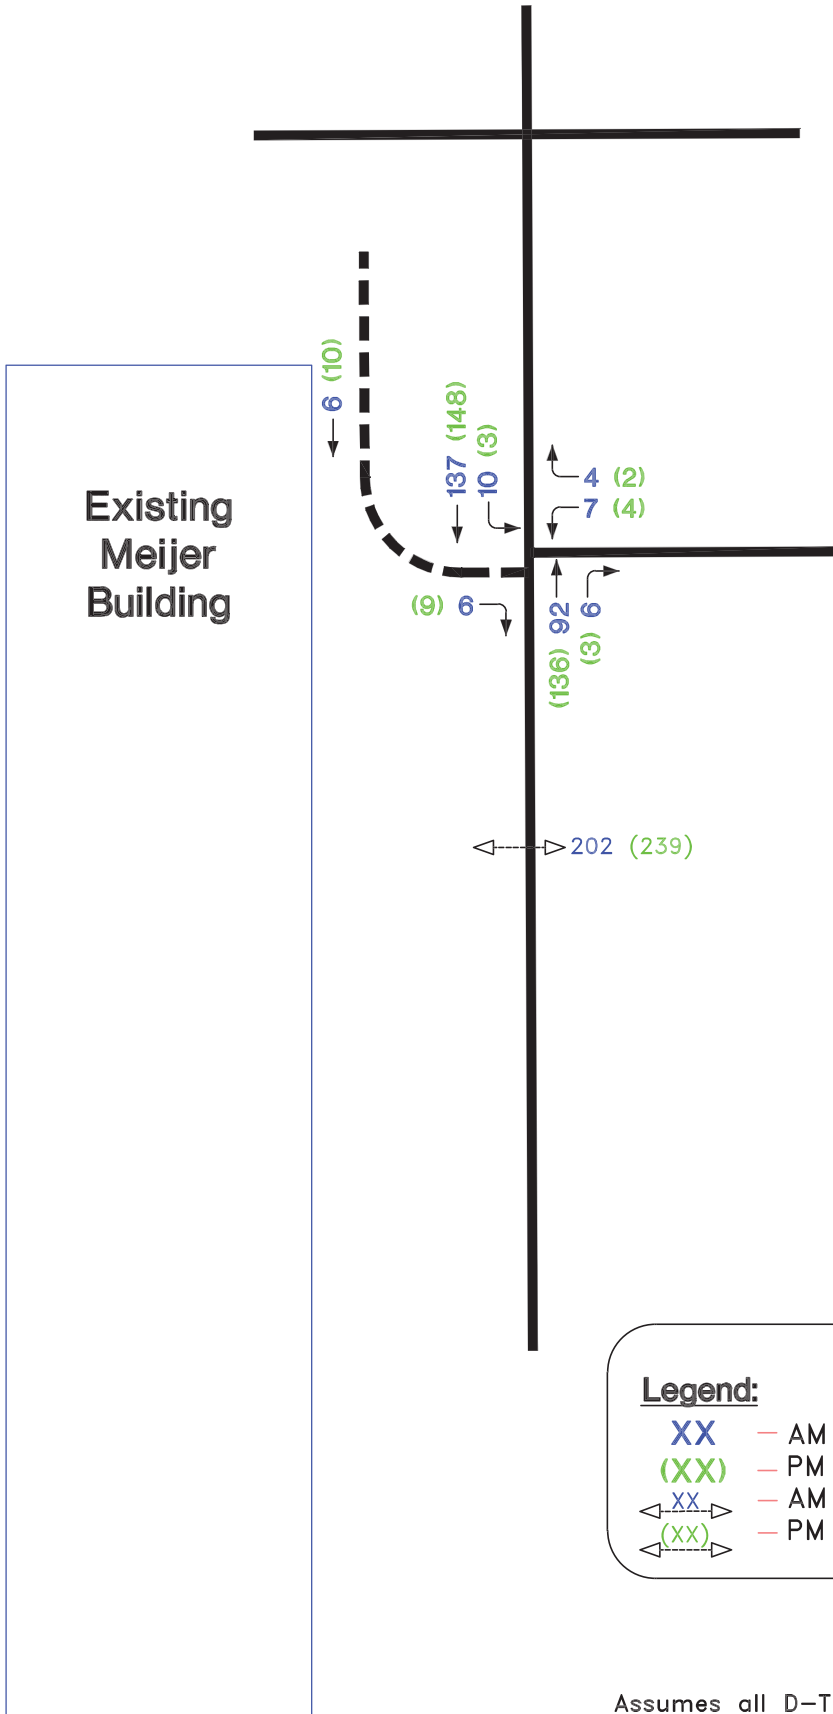 6 (10)
137 (148)
10 (3)
4 (2)
7 (4)
Existing
Meijer
Building
(9) 6
(136) 92
(3) 6
202 (239)
Legend:
XX — AM
(XX) — PM
XX — AM
(XX) — PM
Assumes all D-T